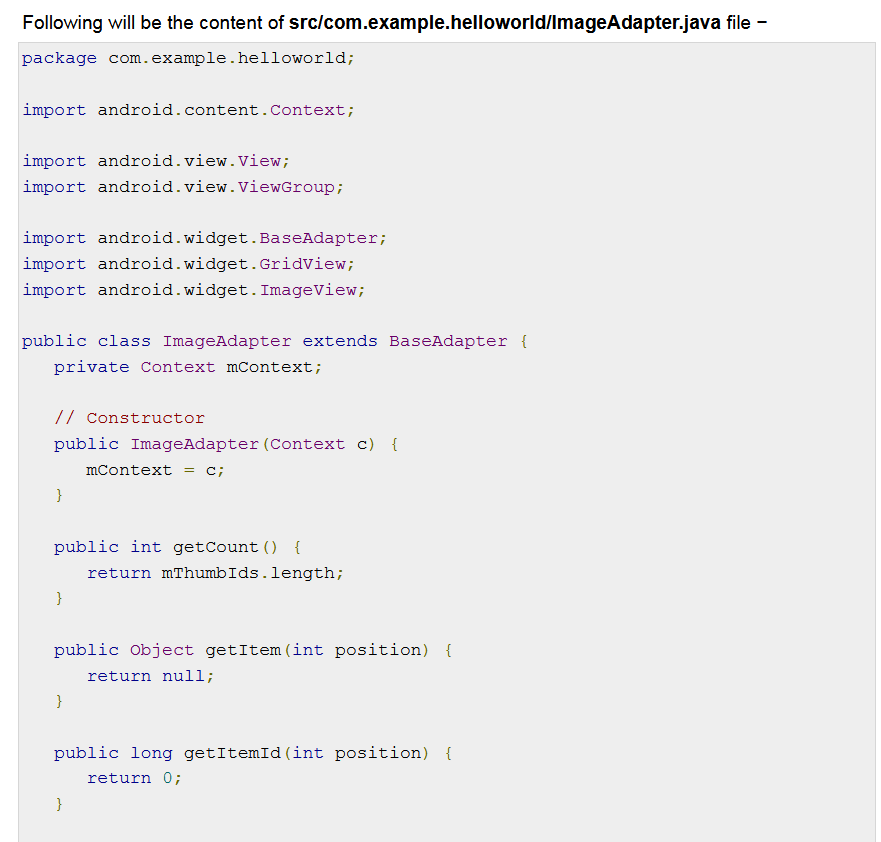 Following will be the content of src/com.example.helloworld/ImageAdapter.java file −
package com.example.helloworld;
import android.content.Context;
import android.view.View;
import android.view.ViewGroup;
import android.widget.BaseAdapter;
import android.widget.GridView;
import android.widget.ImageView;
public class ImageAdapter extends BaseAdapter {
   private Context mContext;
   // Constructor
   public ImageAdapter(Context c) {
      mContext = c;
   }
   public int getCount() {
      return mThumbIds.length;
   }
   public Object getItem(int position) {
      return null;
   }
   public long getItemId(int position) {
      return 0;
   }